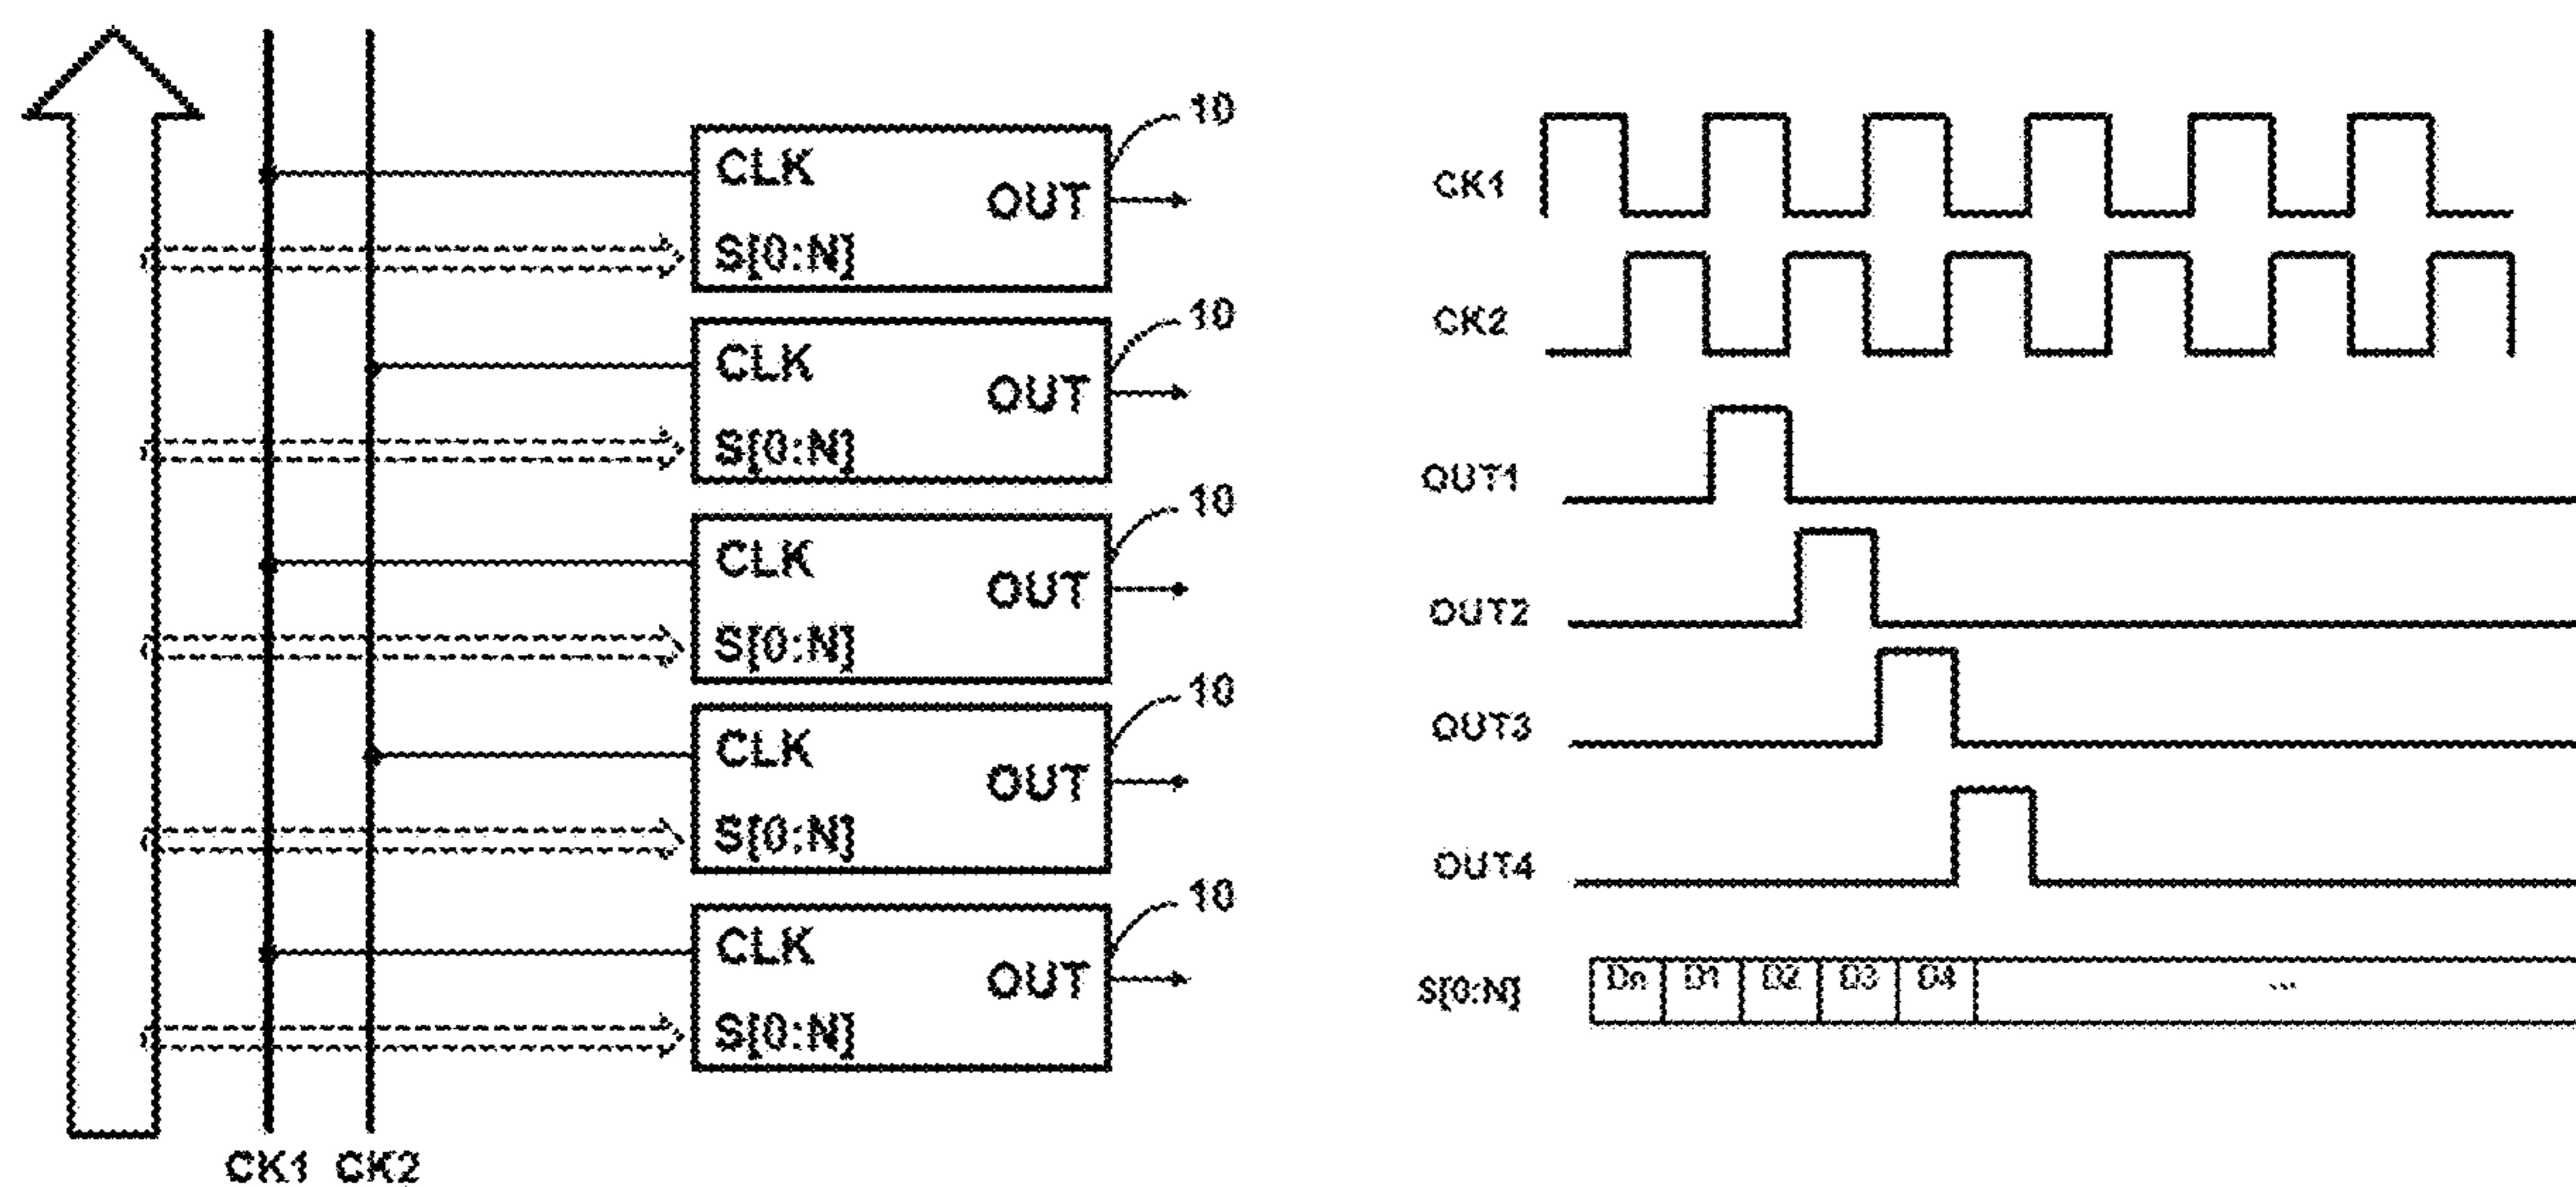 10
CLK
OUT
S[0:N]
10
CLK
OUT
S[0:N]
10
CLK
OUT
S[0:N]
10
CLK
OUT
S[0:N]
10
CLK
OUT
S[0:N]
CK1 CK2
CK1
CK2
OUT1
OUT2
OUT3
OUT4
S[0:N] Dn D1 D2 D3 D4 ...